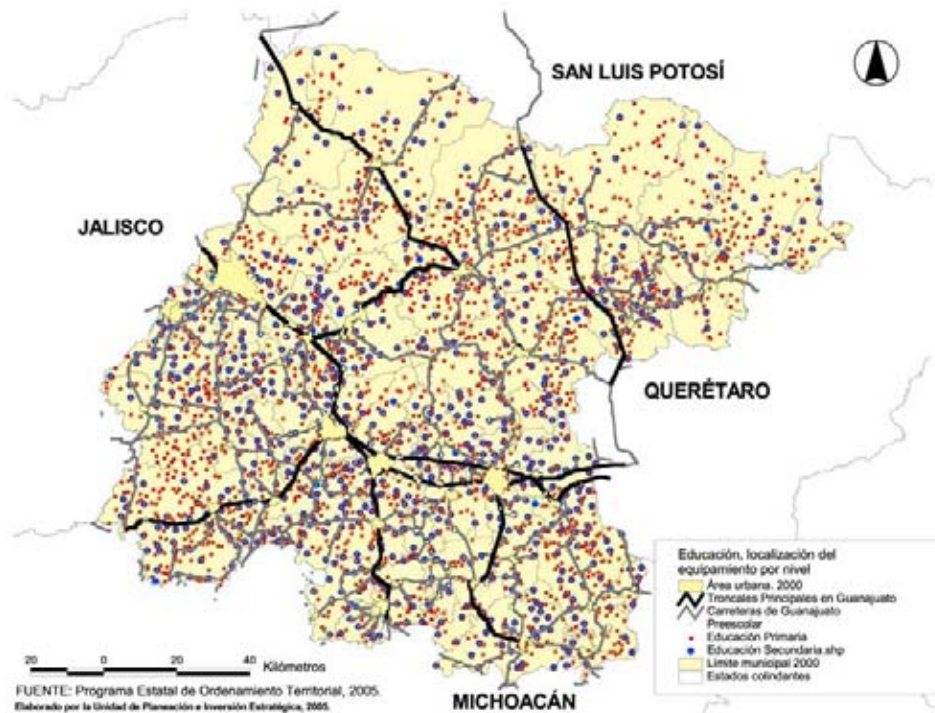 SAN LUIS POTOSÍ
JALISCO
QUERÉTARO
Educación, localización del
equipamiento por nivel
Área urbana. 2000
Troncales Principales en Guanajuato
Carreteras de Guanajuato
Preescolar
Educación Primaria
Educación Secundaria.shp
Límite municipal 2000
Estados colindantes
20 0 20 40 Kilómetros
FUENTE: Programa Estatal de Ordenamiento Territorial, 2005.
Elaborado por la Unidad de Planeación e Inversión Estratégica, 2005.
MICHOACÁN